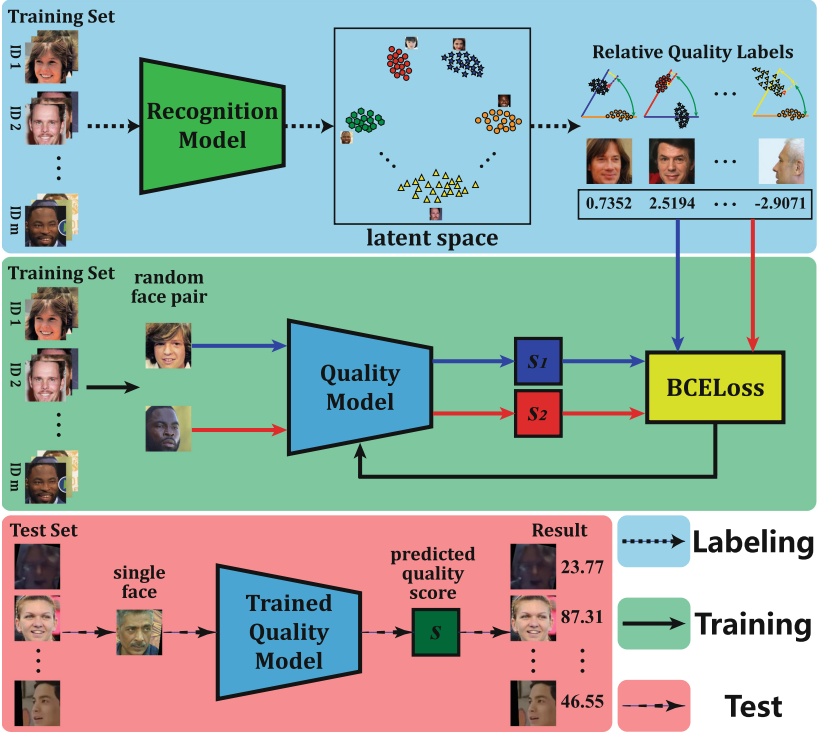 Training Set
ID 1
ID 2
ID m
Recognition
Model
latent space
Relative Quality Labels
0.7352 2.5194 ··· -2.9071
Training Set
ID 1
ID 2
ID m
random
face pair
Quality
Model
S1
S2
BCELoss
Test Set
single
face
Trained
Quality
Model
predicted
quality
score
S
Result
23.77
87.31
46.55
Labeling
Training
Test